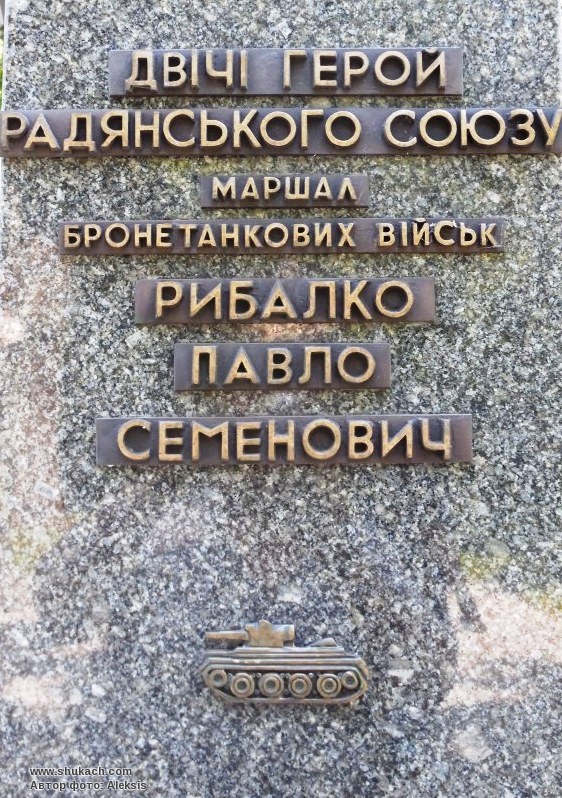 ДВІЧІ ГЕРОЙ
РАДЯНСЬКОГО СОЮЗУ
МАРШАЛ
БРОНЕТАНКОВИХ ВІЙСЬК
РИБАЛКО
ПАВЛО
СЕМЕНОВИЧ
www.shukach.com
Автор фото: Aleksis